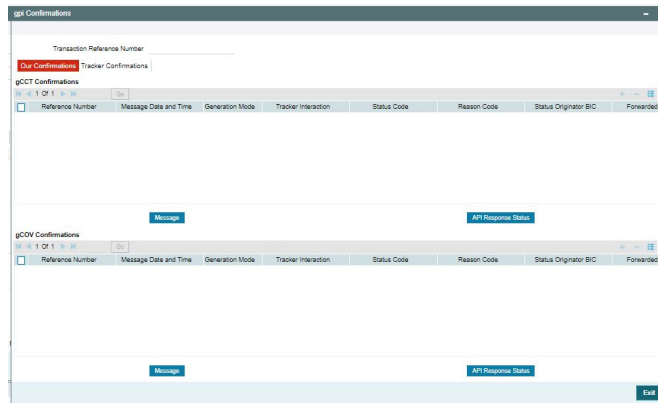 gpi Confirmations
Transaction Reference Number
Our Confirmations Tracker Confirmations
gCCT Confirmations
1 Of 1 Go
Reference Number Message Date and Time Generation Mode Tracker Interaction Status Code Reason Code Status Originator BIC Forwarded
Message API Response Status
gCOV Confirmations
1 Of 1 Go
Reference Number Message Date and Time Generation Mode Tracker Interaction Status Code Reason Code Status Originator BIC Forwarded
Message API Response Status
Exit